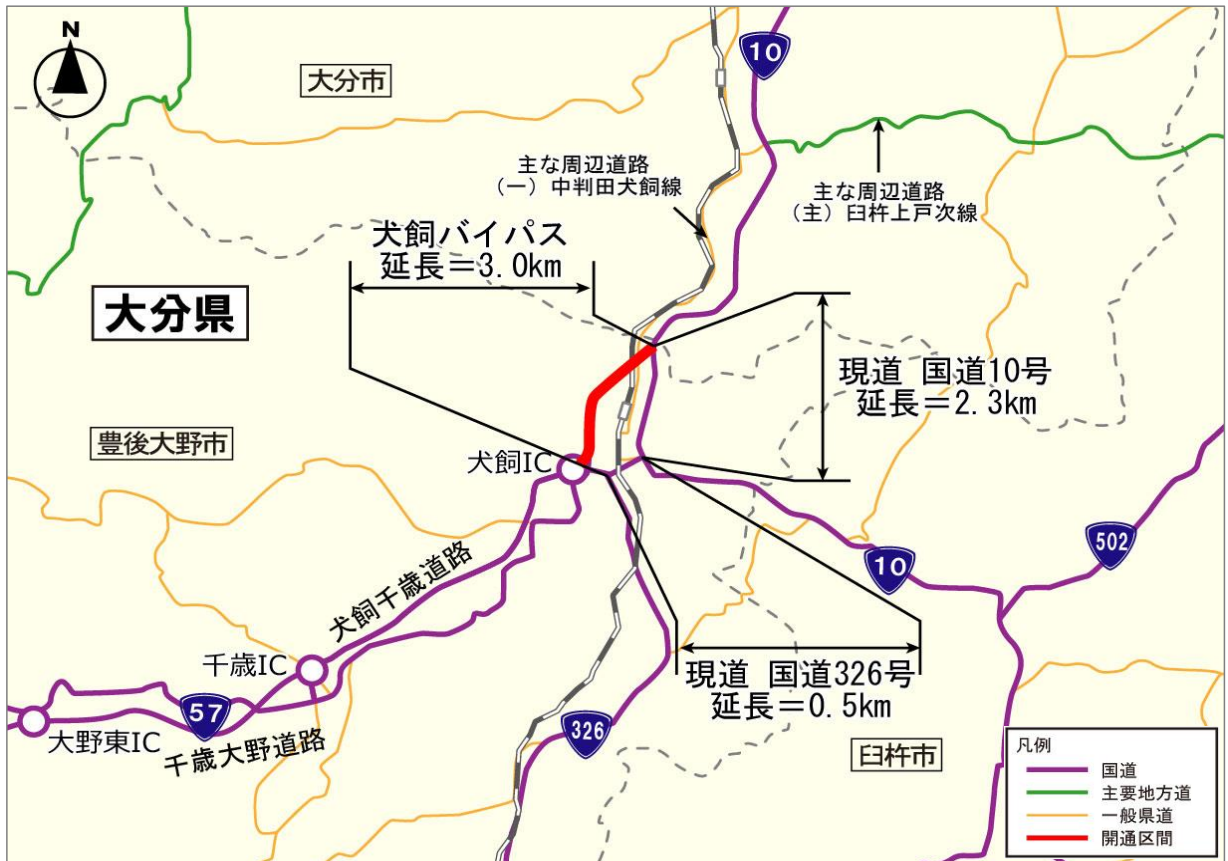 N
大分市
10
主な周辺道路
(一) 中判田犬飼線
主な周辺道路
(主) 臼杵上戸次線
犬飼バイパス
延長=3.0km
大分県
現道 国道10号
延長=2.3km
豊後大野市
犬飼IC
502
10
犬飼千歳道路
千歳IC
現道 国道326号
延長=0.5km
57
大野東IC
千歳大野道路
326
臼杵市
凡例
国道
主要地方道
一般県道
開通区間